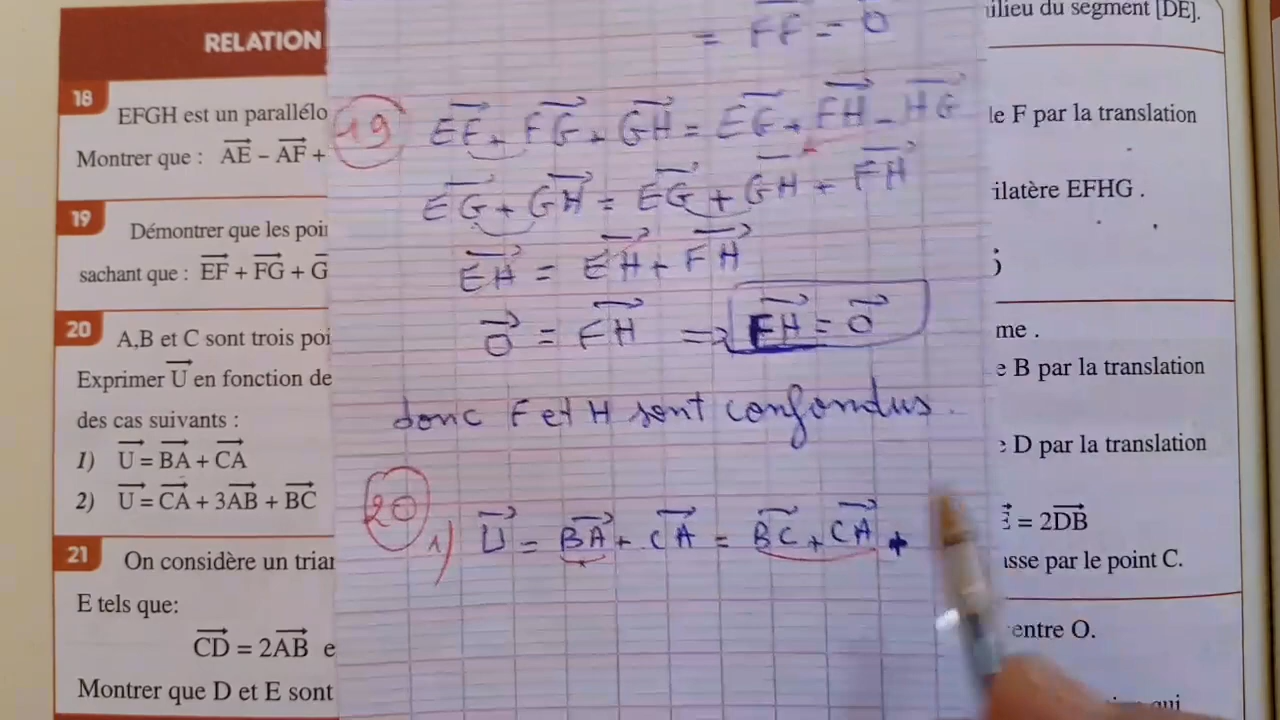 RELATION
18
EFGH est un parallélo
Montrer que : AE − AF +
19
Démontrer que les poi
sachant que : EF + FG + G
20
A,B et C sont trois poi
Exprimer U en fonction de
des cas suivants :
1) U = BA + CA
2) U = CA + 3AB + BC
21
On considère un trian
E tels que:
CD = 2AB e
Montrer que D et E sont
= FF = 0
19 EF + FG + GH = EG + FH − HG
EG + GH = EG + GH + FH
EH = EH + FH
0 = FH => FH = 0
donc F et H sont confondus.
20 1) U = BA + CA = BC + CA +
ilieu du segment [DE].
le F par la translation
ilatère EFHG .
me .
e B par la translation
D par la translation
= 2DB
asse par le point C.
entre O.
qui